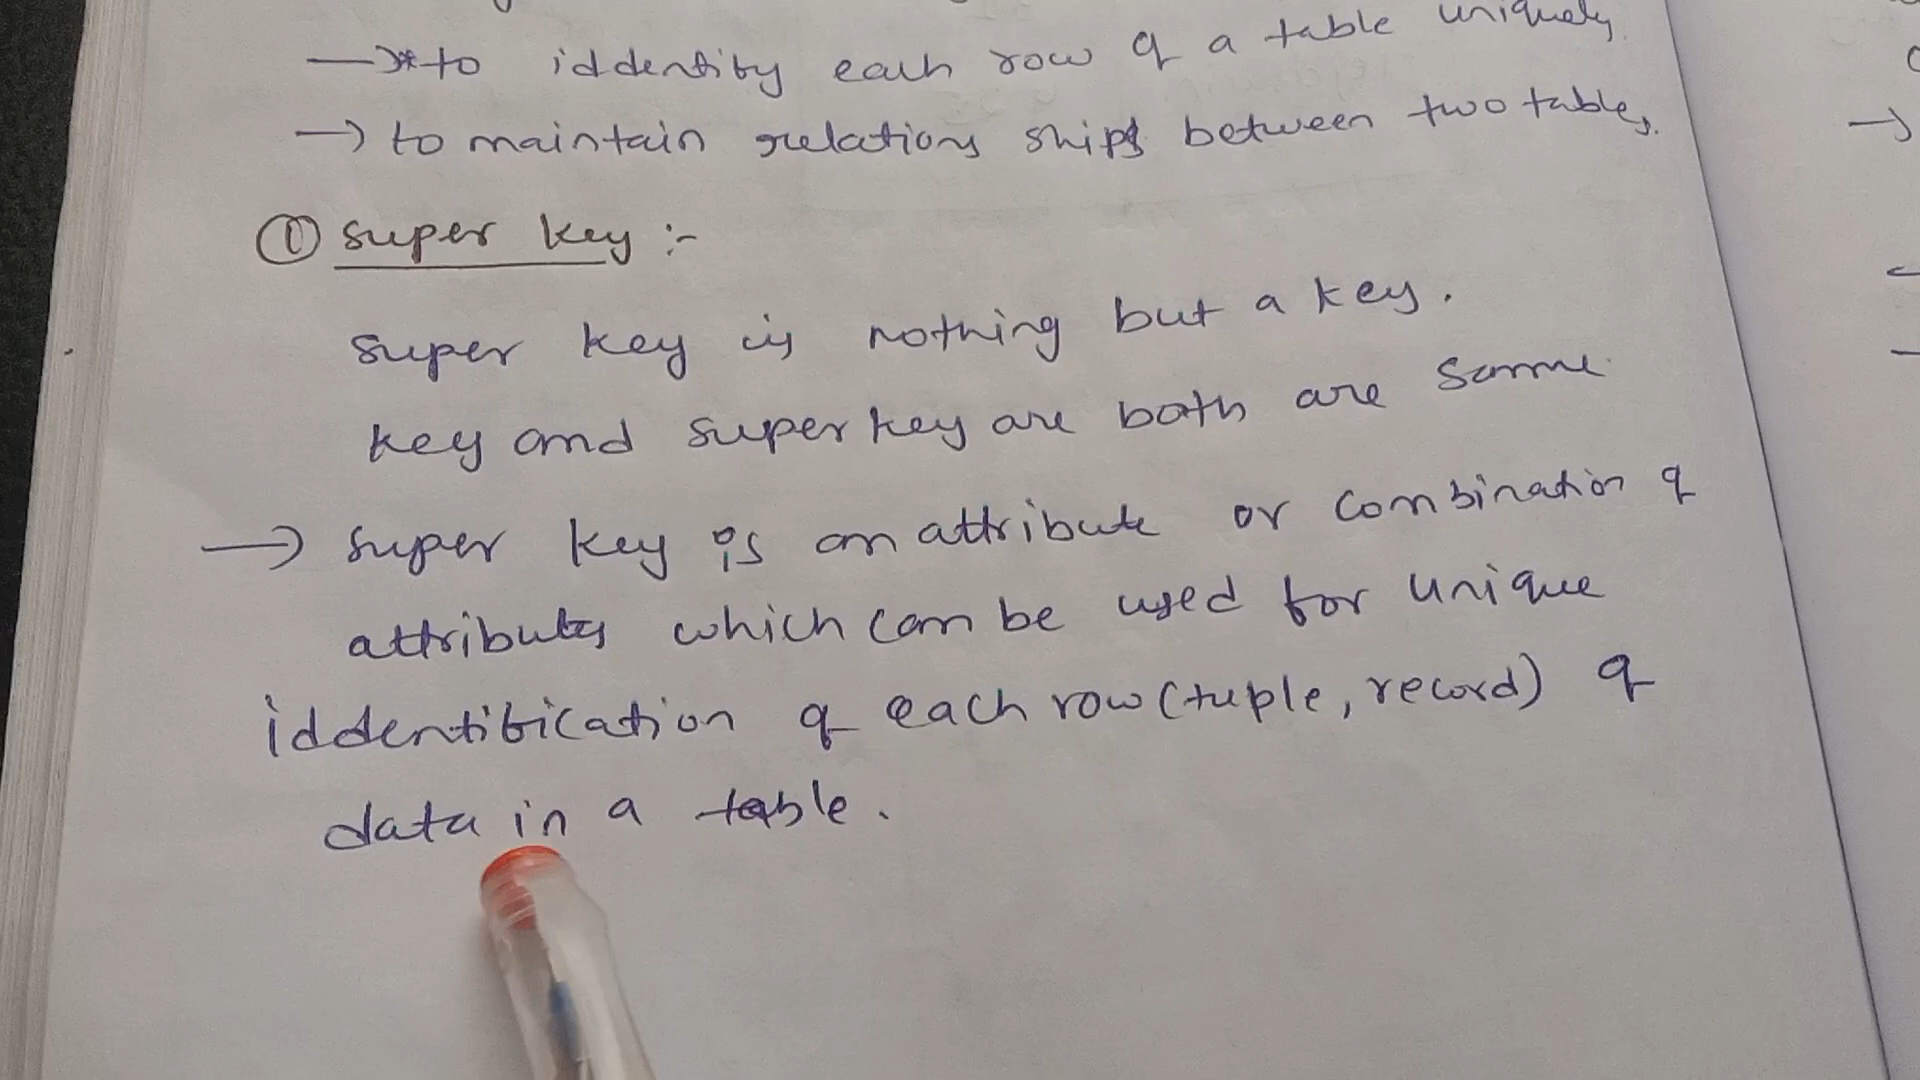 →* to iddentify each row of a table uniquely.
→ to maintain relations ships between two tables.
① super key :-
super key is nothing but a key.
key and super key are both are same
→ super key is an attribute or combination of
attributes which can be used for unique
iddentification of each row (tuple, record) of
data in a table.